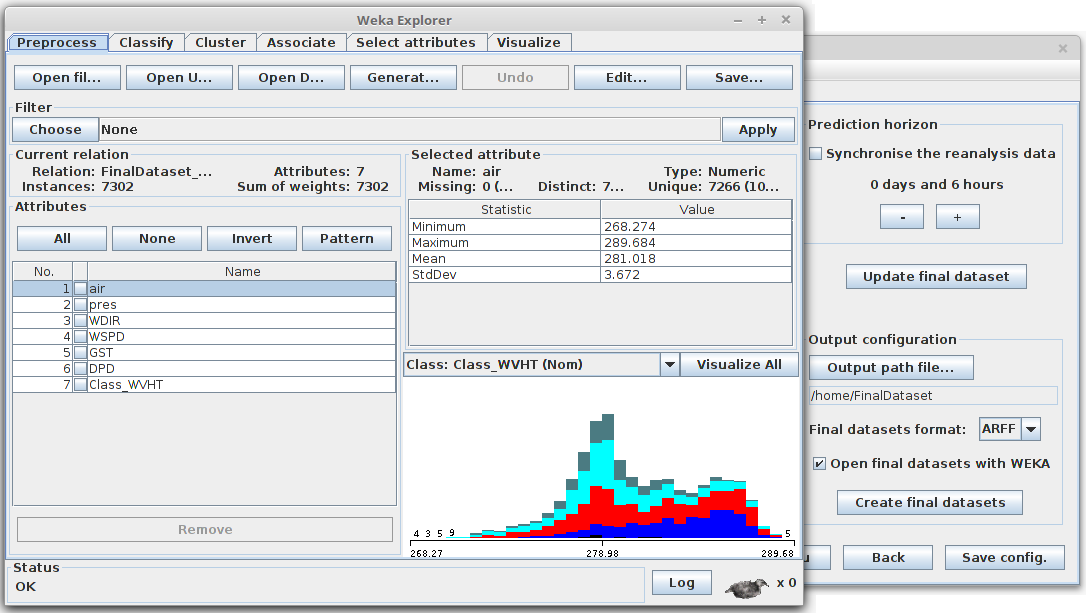 Weka Explorer
Preprocess Classify Cluster Associate Select attributes Visualize
Open fil... Open U... Open D... Generat... Undo Edit... Save...
Filter
Choose None Apply
Current relation
Relation: FinalDataset_... Attributes: 7
Instances: 7302 Sum of weights: 7302
Attributes
All None Invert Pattern
No. Name
1 air
2 pres
3 WDIR
4 WSPD
5 GST
6 DPD
7 Class_WVHT
Remove
Selected attribute
Name: air Type: Numeric
Missing: 0 (... Distinct: 7... Unique: 7266 (10...
Statistic Value
Minimum 268.274
Maximum 289.684
Mean 281.018
StdDev 3.672
Class: Class_WVHT (Nom) Visualize All
4 3 5 9 5
268.27 278.98 289.68
Status
OK
Log x 0
Prediction horizon
Synchronise the reanalysis data
0 days and 6 hours
- +
Update final dataset
Output configuration
Output path file...
/home/FinalDataset
Final datasets format: ARFF
Open final datasets with WEKA
Create final datasets
Back Save config.